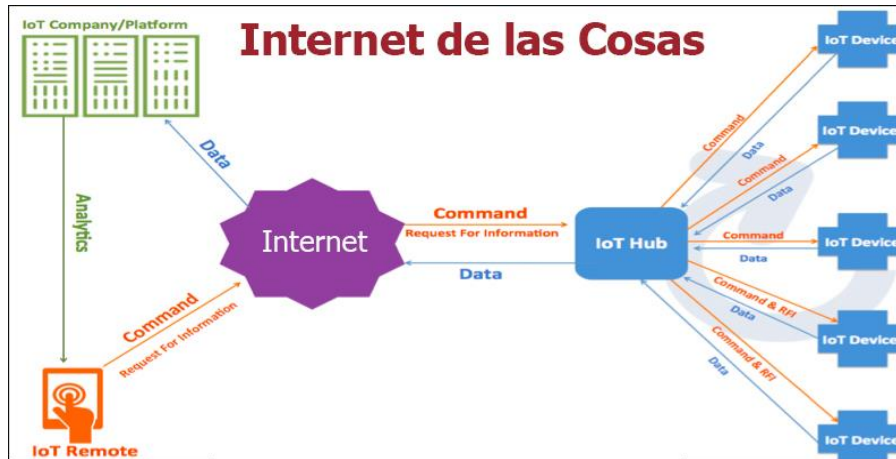 IoT Company/Platform
Internet de las Cosas
Data
Analytics
Internet
Command
Request For Information
IoT Remote
Command
Request For Information
Data
IoT Hub
Command
Data
Command
Data
Command
Data
Command & RFI
Data
Command & RFI
Data
IoT Device
IoT Device
IoT Device
IoT Device
IoT Device